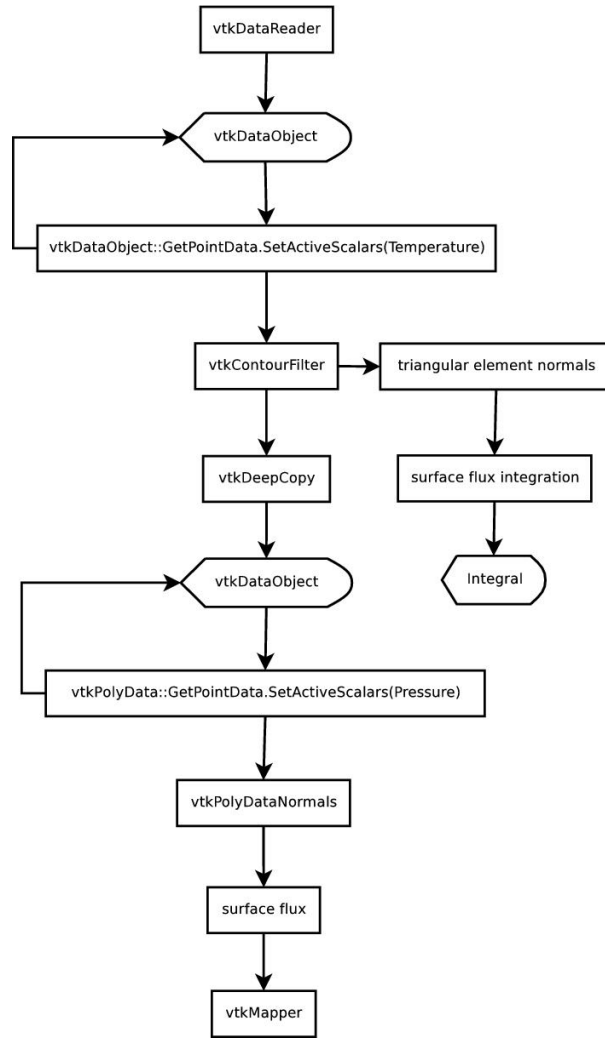 vtkDataReader
vtkDataObject
vtkDataObject::GetPointData.SetActiveScalars(Temperature)
vtkContourFilter
triangular element normals
vtkDeepCopy
surface flux integration
vtkDataObject
Integral
vtkPolyData::GetPointData.SetActiveScalars(Pressure)
vtkPolyDataNormals
surface flux
vtkMapper